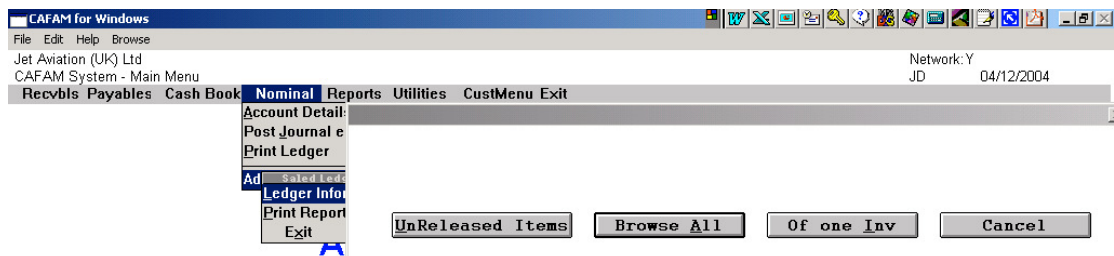 CAFAM for Windows
File Edit Help Browse
Jet Aviation (UK) Ltd Network: Y
CAFAM System - Main Menu JD 04/12/2004
Recvbls Payables Cash Book Nominal Reports Utilities CustMenu Exit
Account Detail
Post Journal e
Print Ledger
Ad Saled Led
Ledger Infor
Print Report
Exit
UnReleased Items Browse All Of one Inv Cancel
A